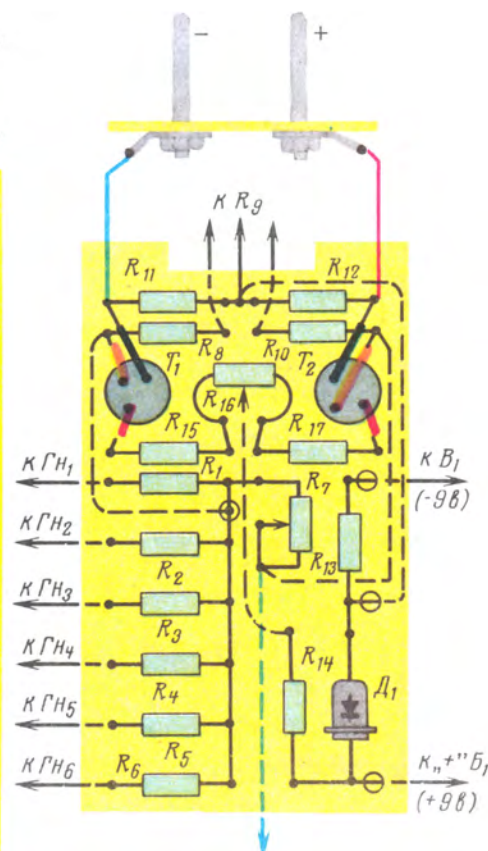 - +
к R9
R11 R12
R8 R10
T1 T2
R16
R15 R17
к Гн1 R1 R7 к В1
(-9в)
к Гн2
R2 R13
к Гн3
R3
к Гн4 R14
R4 Д1
к Гн5
R5
к Гн6 R6 к „+" Б1
(+9в)